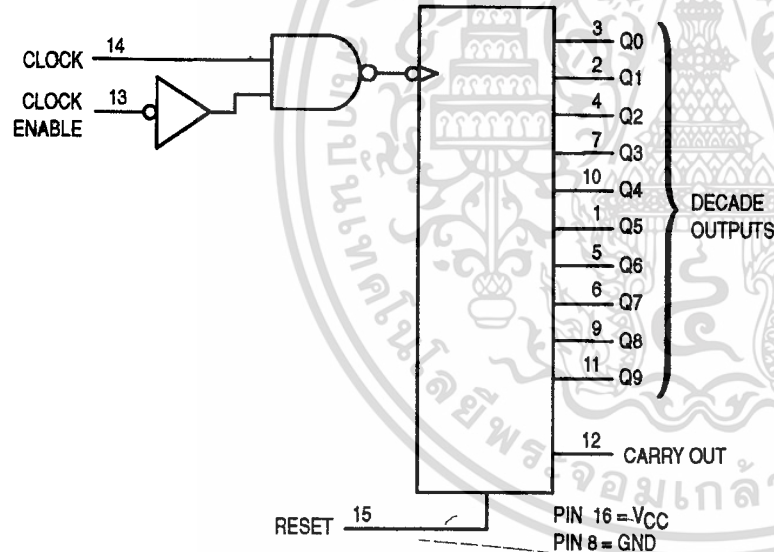 CLOCK 14
CLOCK ENABLE 13
3 Q0
2 Q1
4 Q2
7 Q3
10 Q4
1 Q5
5 Q6
6 Q7
9 Q8
11 Q9
DECADE
OUTPUTS
12 CARRY OUT
RESET 15
PIN 16 = VCC
PIN 8 = GND